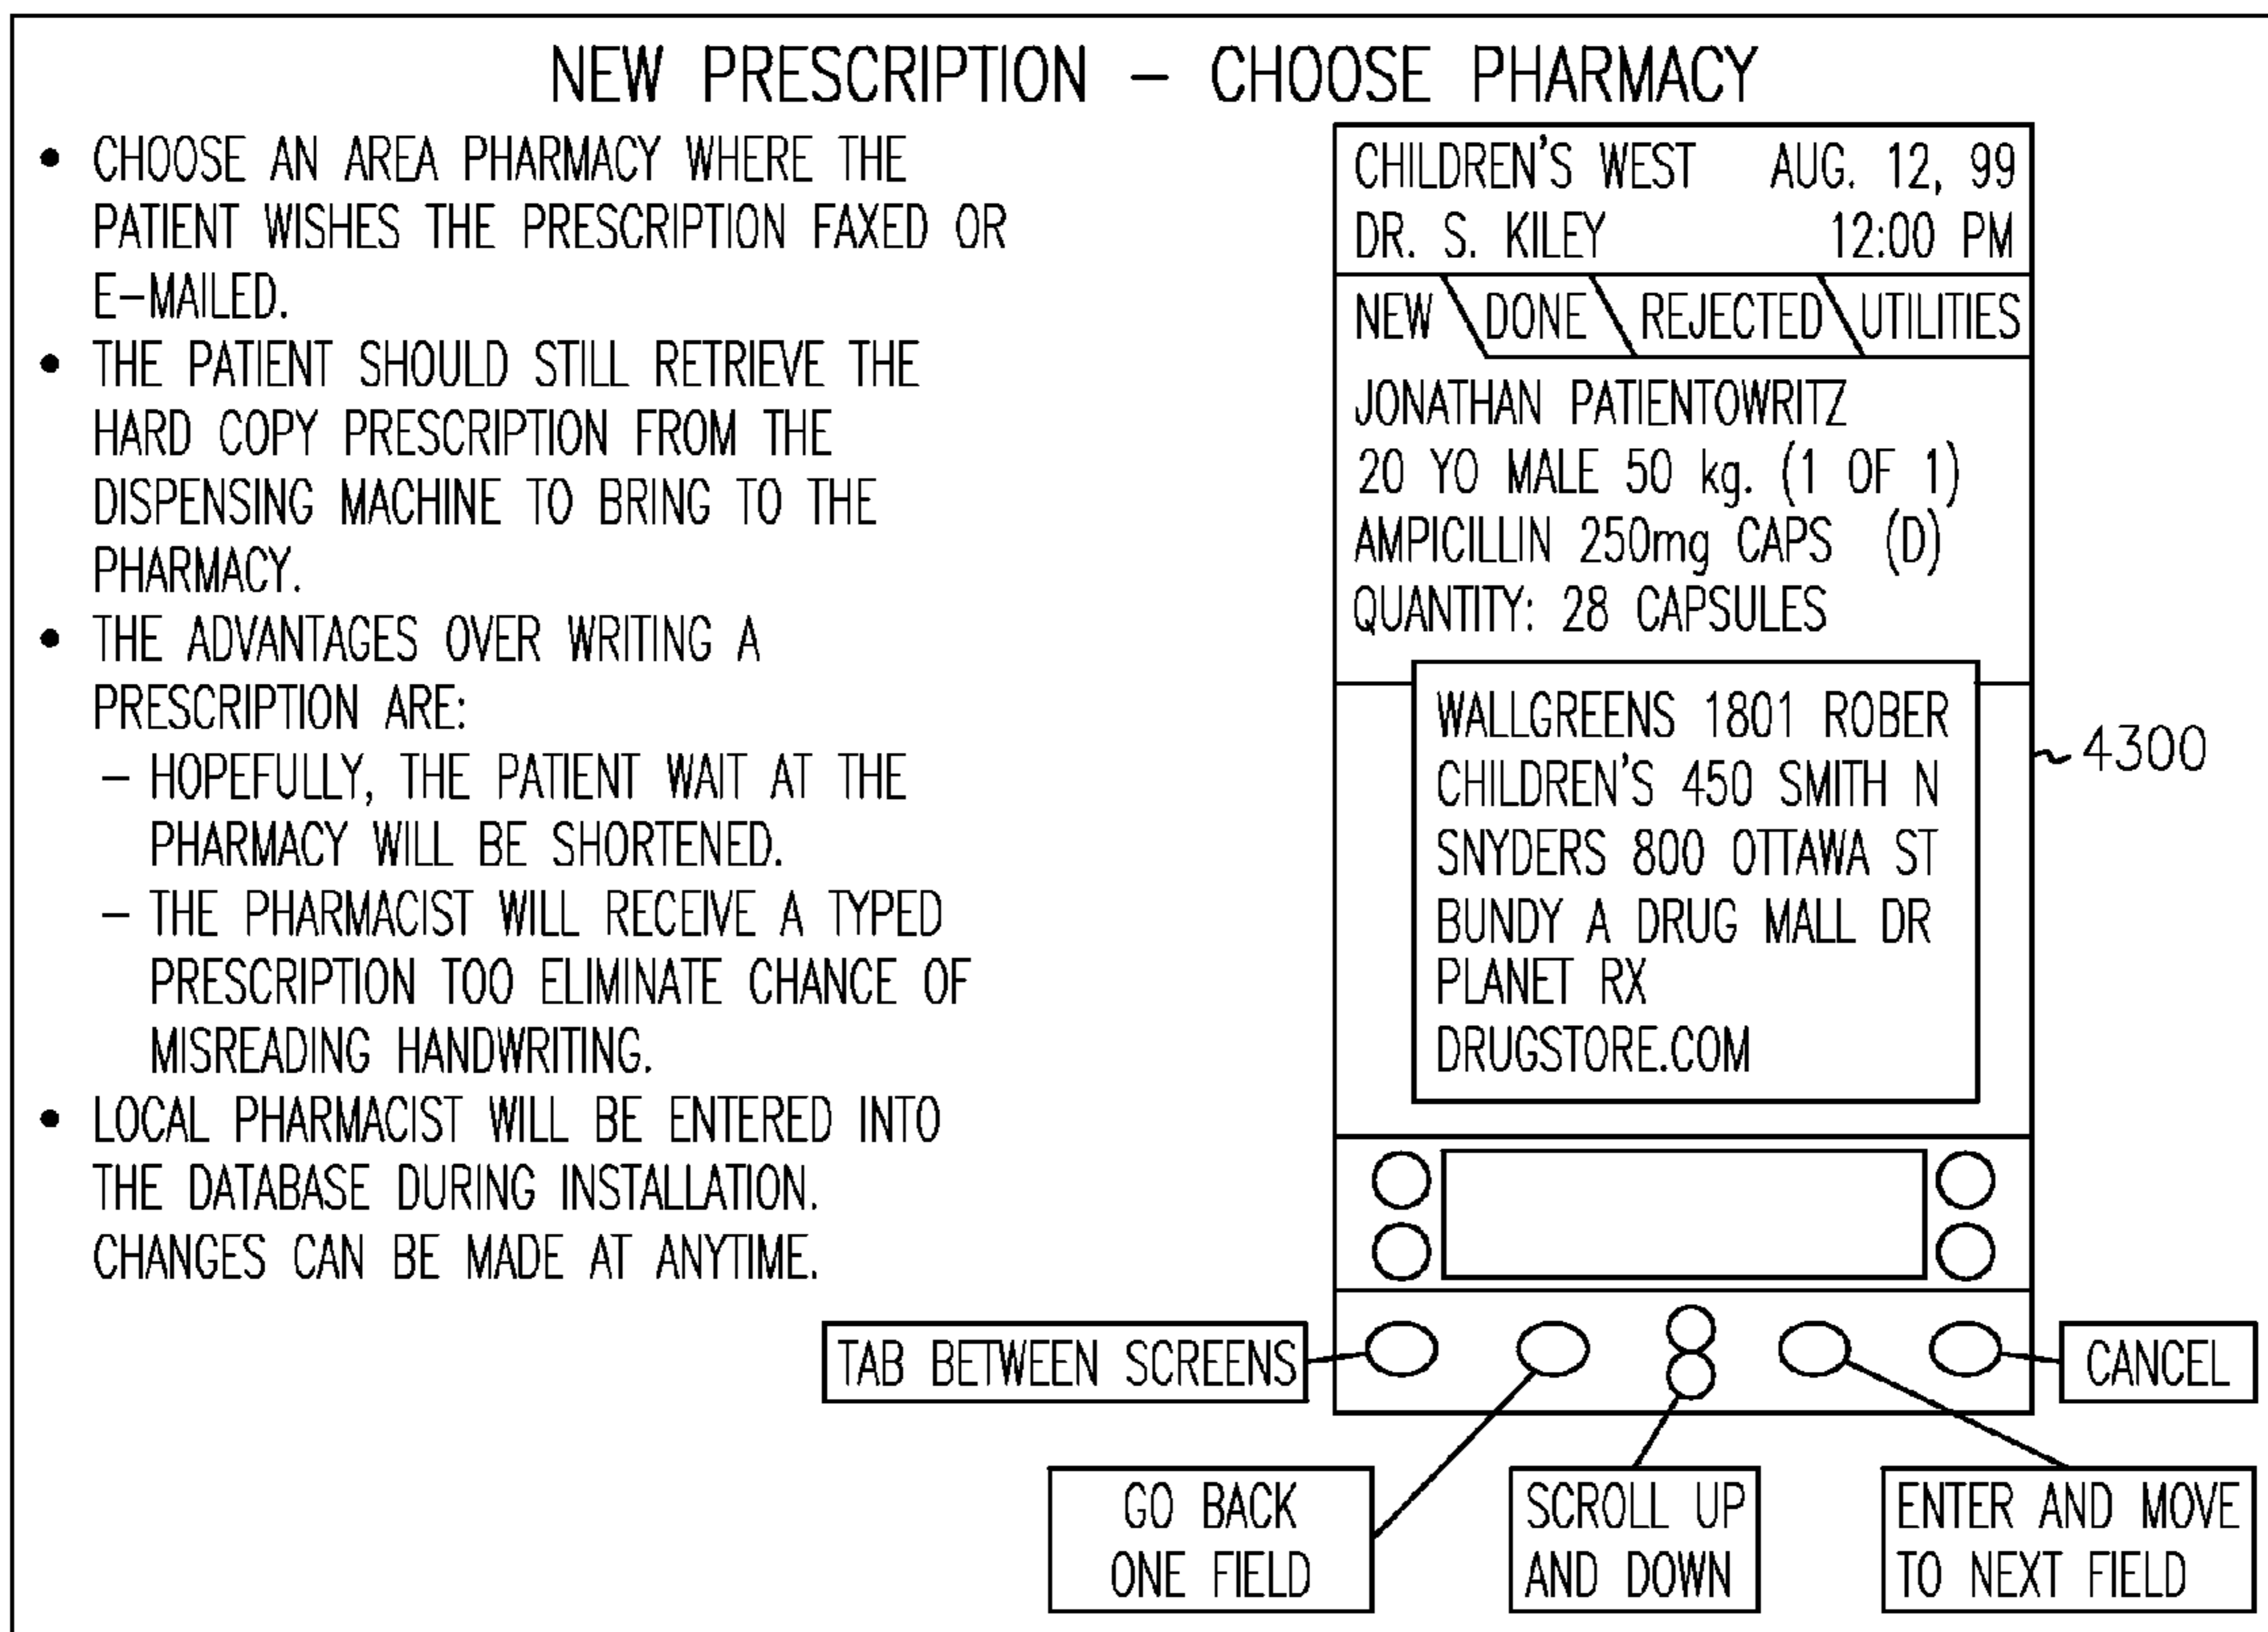 NEW PRESCRIPTION – CHOOSE PHARMACY
• CHOOSE AN AREA PHARMACY WHERE THE
PATIENT WISHES THE PRESCRIPTION FAXED OR
E-MAILED.
• THE PATIENT SHOULD STILL RETRIEVE THE
HARD COPY PRESCRIPTION FROM THE
DISPENSING MACHINE TO BRING TO THE
PHARMACY.
• THE ADVANTAGES OVER WRITING A
PRESCRIPTION ARE:
– HOPEFULLY, THE PATIENT WAIT AT THE
PHARMACY WILL BE SHORTENED.
– THE PHARMACIST WILL RECEIVE A TYPED
PRESCRIPTION TOO ELIMINATE CHANCE OF
MISREADING HANDWRITING.
• LOCAL PHARMACIST WILL BE ENTERED INTO
THE DATABASE DURING INSTALLATION.
CHANGES CAN BE MADE AT ANYTIME.
CHILDREN'S WEST AUG. 12, 99
DR. S. KILEY 12:00 PM
NEW DONE REJECTED UTILITIES
JONATHAN PATIENTOWRITZ
20 YO MALE 50 kg. (1 OF 1)
AMPICILLIN 250mg CAPS (D)
QUANTITY: 28 CAPSULES
WALLGREENS 1801 ROBER
CHILDREN'S 450 SMITH N
SNYDERS 800 OTTAWA ST
BUNDY A DRUG MALL DR
PLANET RX
DRUGSTORE.COM
4300
TAB BETWEEN SCREENS
CANCEL
GO BACK
ONE FIELD
SCROLL UP
AND DOWN
ENTER AND MOVE
TO NEXT FIELD